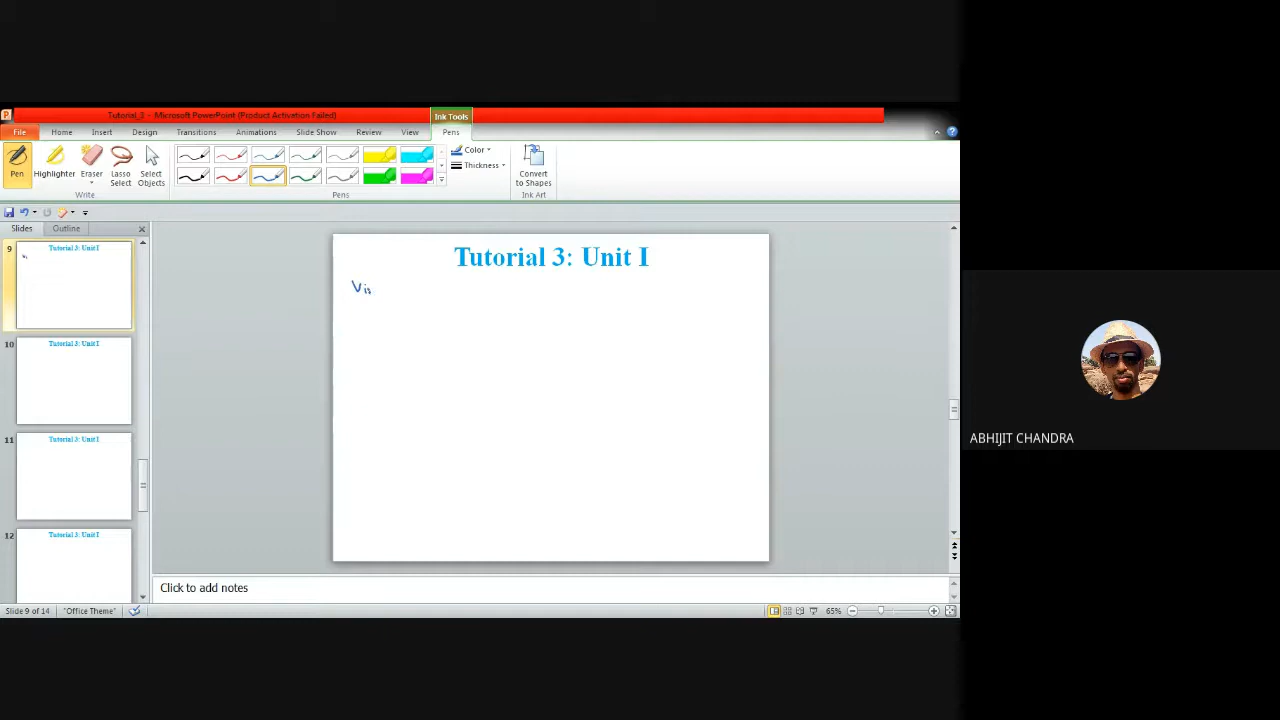 Tutorial_3 - Microsoft PowerPoint (Product Activation Failed)
Ink Tools
File Home Insert Design Transitions Animations Slide Show Review View Pens
Pen Highlighter Eraser Lasso Select Select Objects
Color
Thickness
Convert to Shapes
Write Pens Ink Art
Slides Outline
9 Tutorial 3: Unit I
10 Tutorial 3: Unit I
11 Tutorial 3: Unit I
12 Tutorial 3: Unit I
Tutorial 3: Unit I
Vis
ABHIJIT CHANDRA
Click to add notes
Slide 9 of 14 "Office Theme" 65%